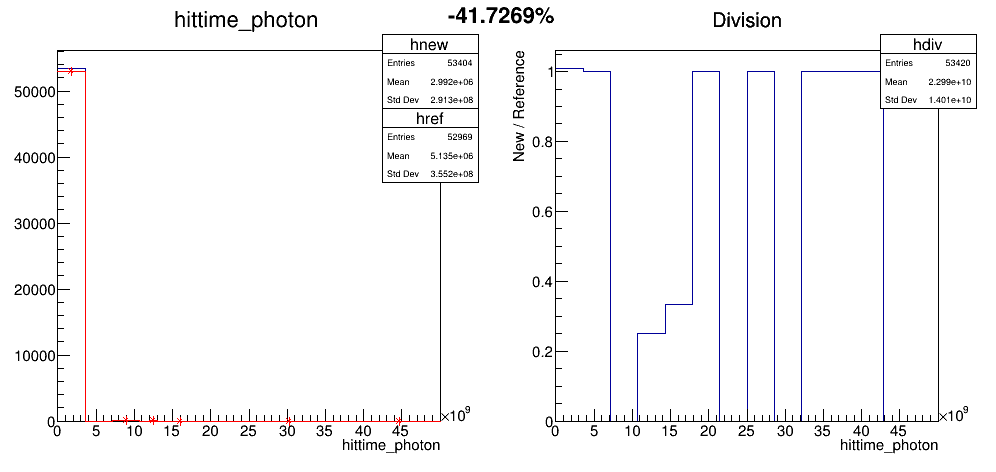 -41.7269%
hittime_photon
hnew
Entries 53404
Mean 2.992e+06
Std Dev 2.913e+08
href
Entries 52969
Mean 5.135e+06
Std Dev 3.552e+08
50000
40000
30000
20000
10000
0
0 5 10 15 20 25 30 35 40 45
×10⁹
hittime_photon
Division
hdiv
Entries 53420
Mean 2.299e+10
Std Dev 1.401e+10
New / Reference
1
0.8
0.6
0.4
0.2
0
0 5 10 15 20 25 30 35 40 45
×10⁹
hittime_photon